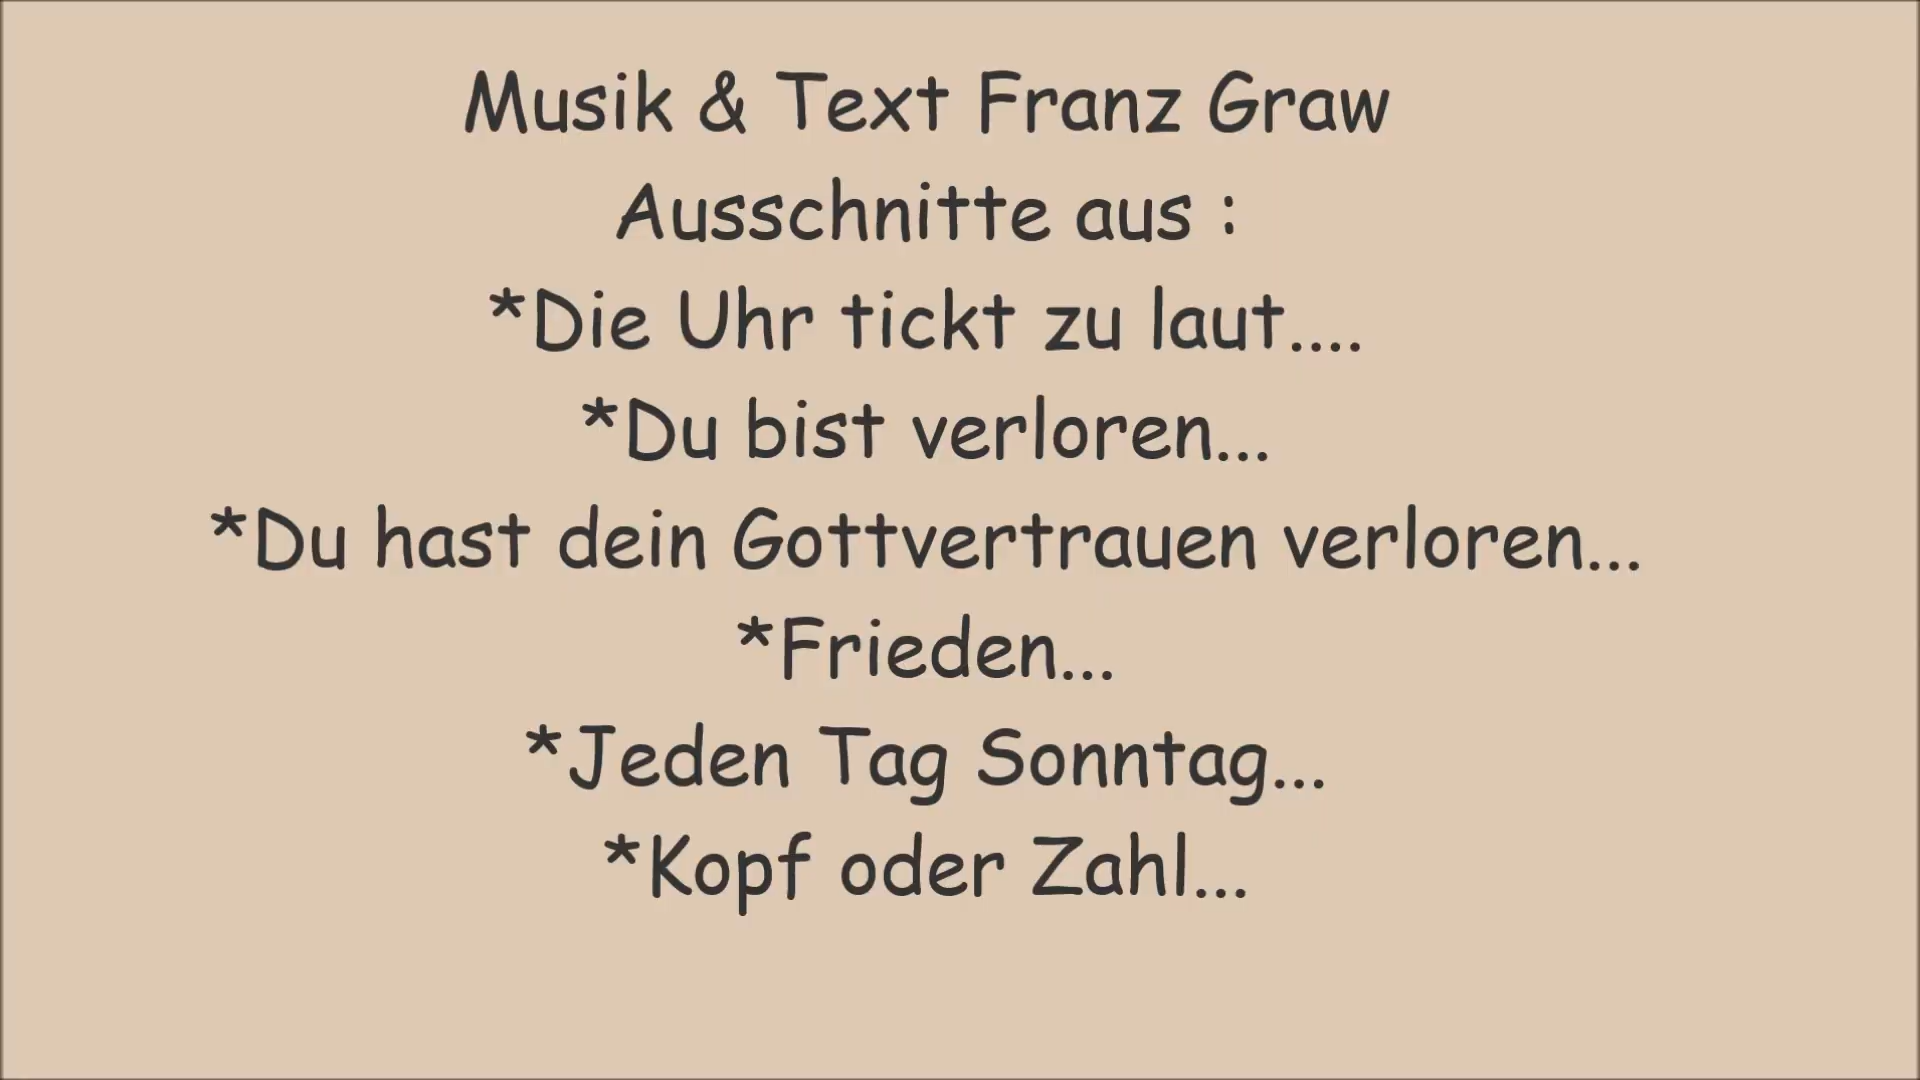 Musik & Text Franz Graw
Ausschnitte aus :
*Die Uhr tickt zu laut....
*Du bist verloren...
*Du hast dein Gottvertrauen verloren...
*Frieden...
*Jeden Tag Sonntag...
*Kopf oder Zahl...